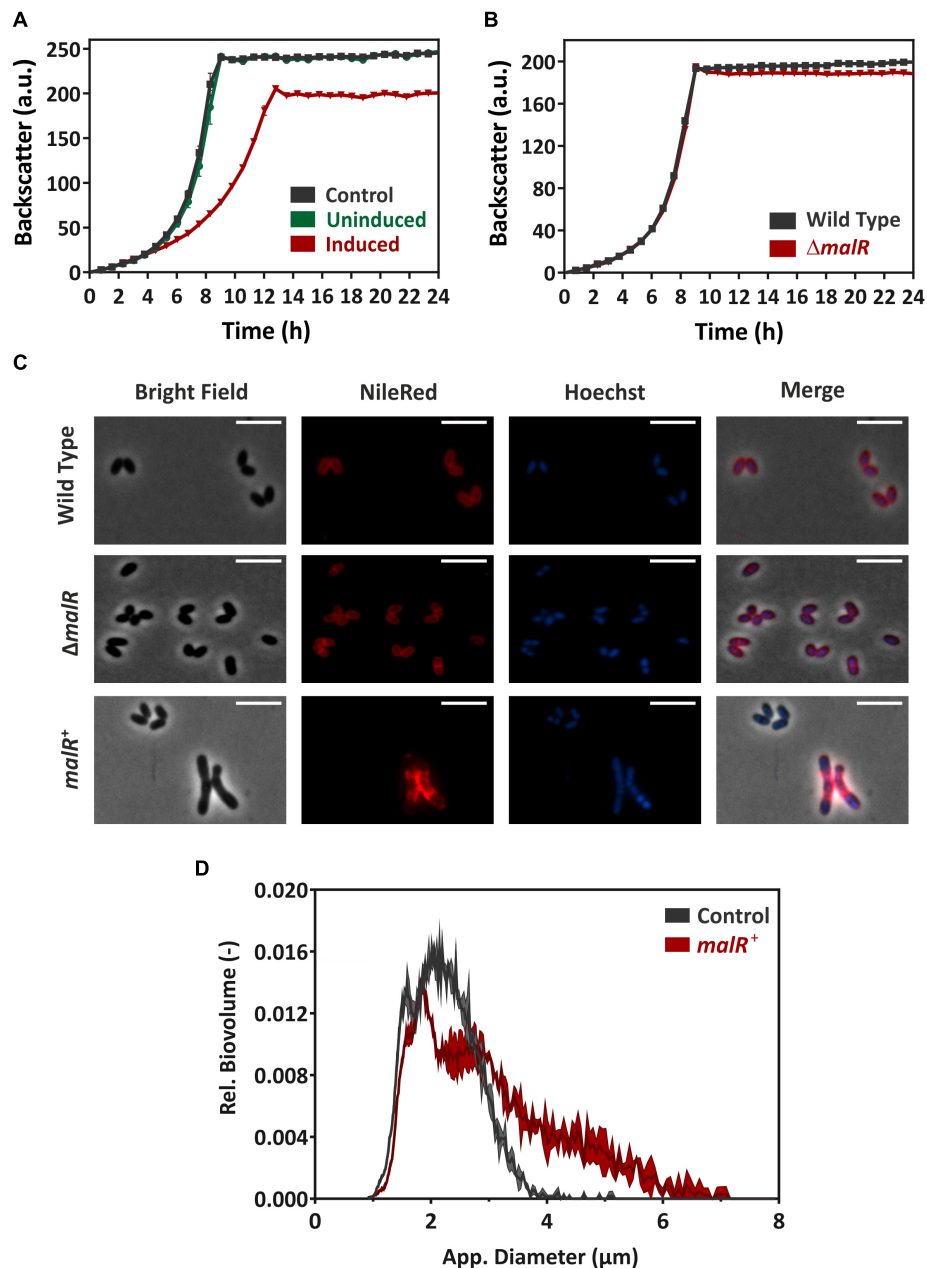 A
B
250
200
150
100
50
0
Backscatter (a.u.)
Control
Uninduced
Induced
0 2 4 6 8 10 12 14 16 18 20 22 24
Time (h)
200
160
120
80
40
0
Backscatter (a.u.)
Wild Type
ΔmalR
0 2 4 6 8 10 12 14 16 18 20 22 24
Time (h)
C
Bright Field NileRed Hoechst Merge
Wild Type
ΔmalR
malR⁺
D
0.020
0.016
0.012
0.008
0.004
0.000
Rel. Biovolume (-)
Control
malR⁺
0 2 4 6 8
App. Diameter (µm)